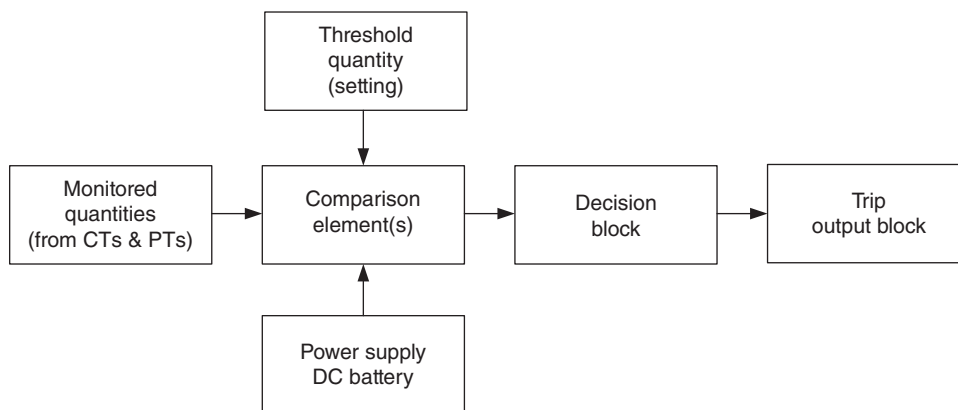 Threshold
quantity
(setting)
Monitored
quantities
(from CTs & PTs)
Comparison
element(s)
Decision
block
Trip
output block
Power supply
DC battery